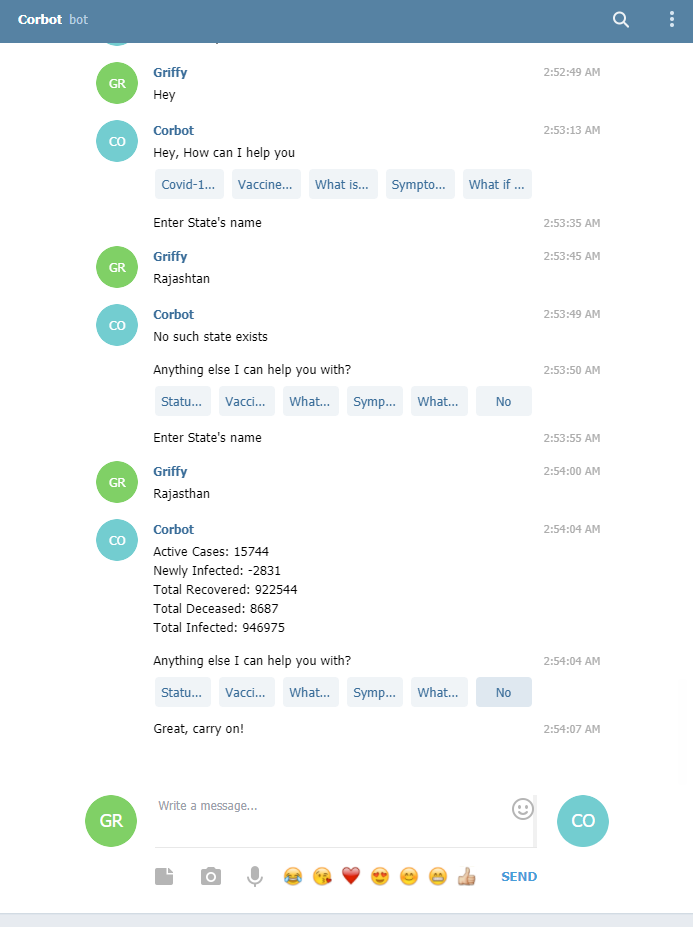 Corbot bot
Griffy 2:52:49 AM
GR
Hey
Corbot 2:53:13 AM
CO
Hey, How can I help you
Covid-1... Vaccine... What is... Sympto... What if ...
Enter State's name 2:53:35 AM
Griffy 2:53:45 AM
GR
Rajashtan
Corbot 2:53:49 AM
CO
No such state exists
Anything else I can help you with? 2:53:50 AM
Statu... Vacci... What... Symp... What... No
Enter State's name 2:53:55 AM
Griffy 2:54:00 AM
GR
Rajasthan
Corbot 2:54:04 AM
CO
Active Cases: 15744
Newly Infected: -2831
Total Recovered: 922544
Total Deceased: 8687
Total Infected: 946975
Anything else I can help you with? 2:54:04 AM
Statu... Vacci... What... Symp... What... No
Great, carry on! 2:54:07 AM
GR Write a message... CO
SEND